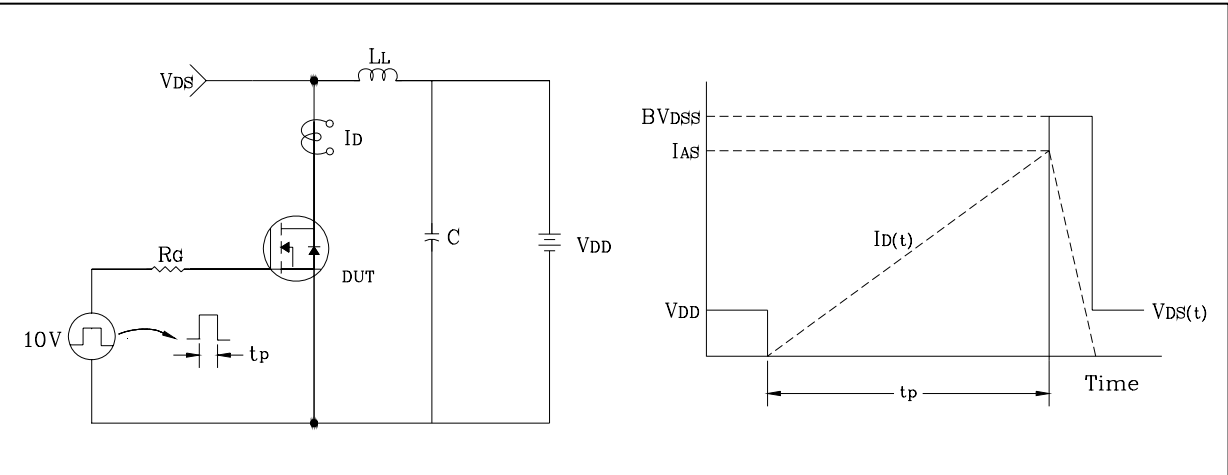 LL
VDS
ID
RG
C
VDD
DUT
10V
tp
BVDSS
IAS
ID(t)
VDD
VDS(t)
Time
tp